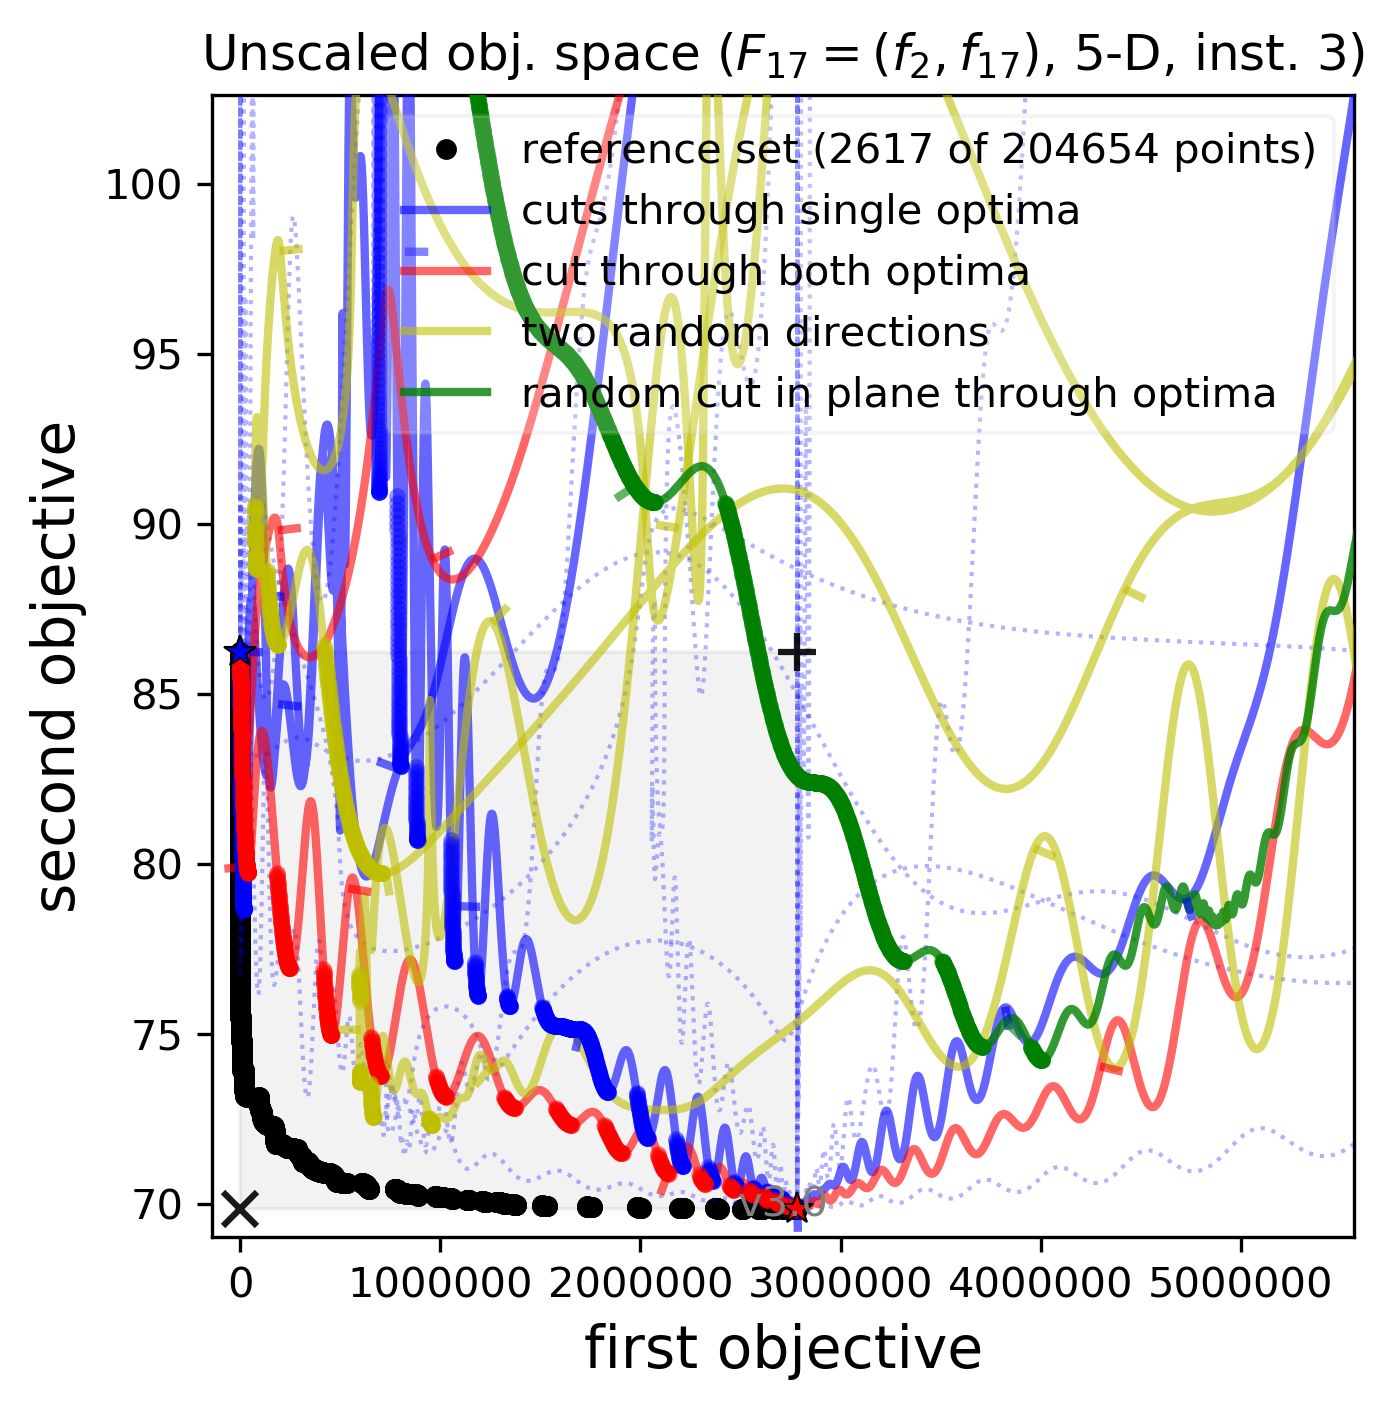 Unscaled obj. space (F17 = (f2, f17), 5-D, inst. 3)
reference set (2617 of 204654 points)
cuts through single optima
cut through both optima
two random directions
random cut in plane through optima
100
95
90
85
80
75
70
second objective
v3.0
0 1000000 2000000 3000000 4000000 5000000
first objective